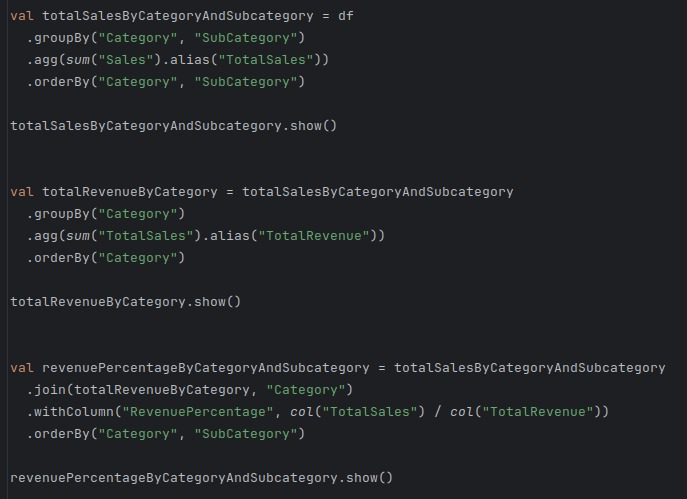 val totalSalesByCategoryAndSubcategory = df
  .groupBy("Category", "SubCategory")
  .agg(sum("Sales").alias("TotalSales"))
  .orderBy("Category", "SubCategory")

totalSalesByCategoryAndSubcategory.show()

val totalRevenueByCategory = totalSalesByCategoryAndSubcategory
  .groupBy("Category")
  .agg(sum("TotalSales").alias("TotalRevenue"))
  .orderBy("Category")

totalRevenueByCategory.show()

val revenuePercentageByCategoryAndSubcategory = totalSalesByCategoryAndSubcategory
  .join(totalRevenueByCategory, "Category")
  .withColumn("RevenuePercentage", col("TotalSales") / col("TotalRevenue"))
  .orderBy("Category", "SubCategory")

revenuePercentageByCategoryAndSubcategory.show()